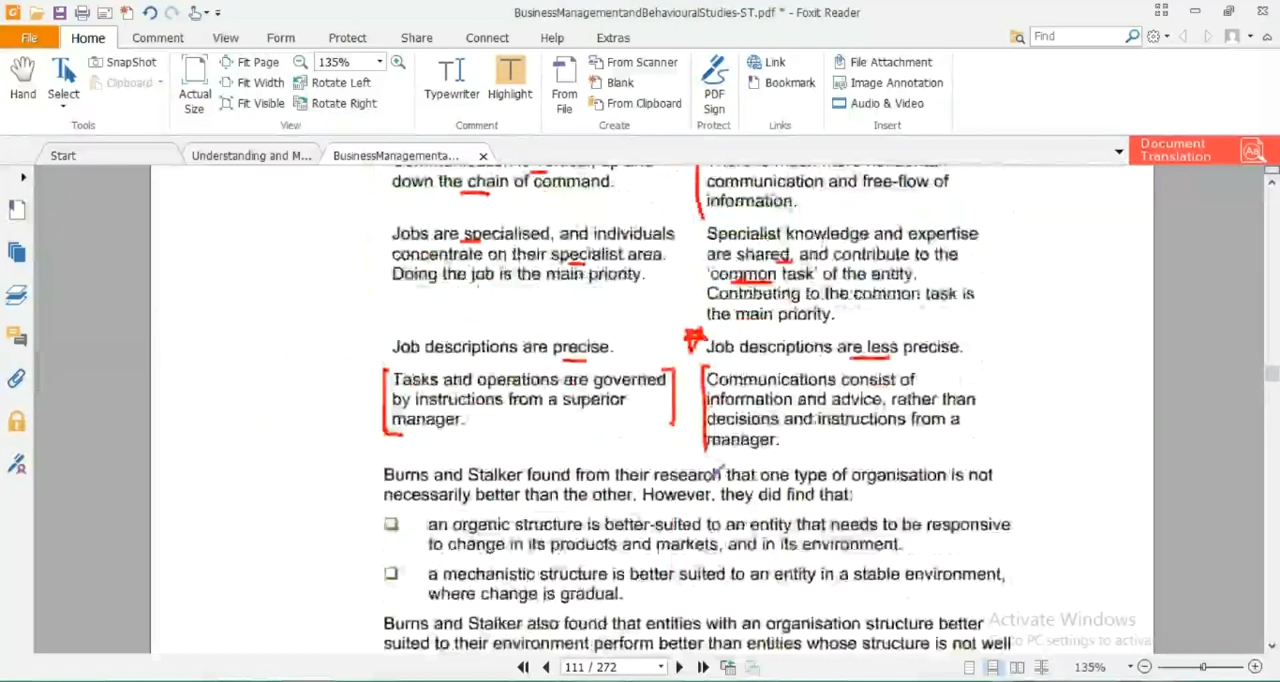 BusinessManagementandBehaviouralStudies-ST.pdf * - Foxit Reader
File Home Comment View Form Protect Share Connect Help Extras Find
SnapShot Fit Page 135% From Scanner Link File Attachment
Clipboard Fit Width Rotate Left Blank Bookmark Image Annotation
Hand Select Actual Size Fit Visible Rotate Right Typewriter Highlight From File From Clipboard PDF Sign Audio & Video
Tools View Comment Create Protect Links Insert
Start Understanding and M... BusinessManagementa... Document Translation
down the chain of command.
communication and free-flow of
information.
Jobs are specialised, and individuals
concentrate on their specialist area.
Doing the job is the main priority.
Specialist knowledge and expertise
are shared, and contribute to the
‘common task’ of the entity.
Contributing to the common task is
the main priority.
Job descriptions are precise.
Job descriptions are less precise.
Tasks and operations are governed
by instructions from a superior
manager.
Communications consist of
information and advice, rather than
decisions and instructions from a
manager.
Burns and Stalker found from their research that one type of organisation is not
necessarily better than the other. However, they did find that:
an organic structure is better-suited to an entity that needs to be responsive
to change in its products and markets, and in its environment.
a mechanistic structure is better suited to an entity in a stable environment,
where change is gradual.
Burns and Stalker also found that entities with an organisation structure better
suited to their environment perform better than entities whose structure is not well
Activate Windows
to PC settings to activa
111 / 272 135%